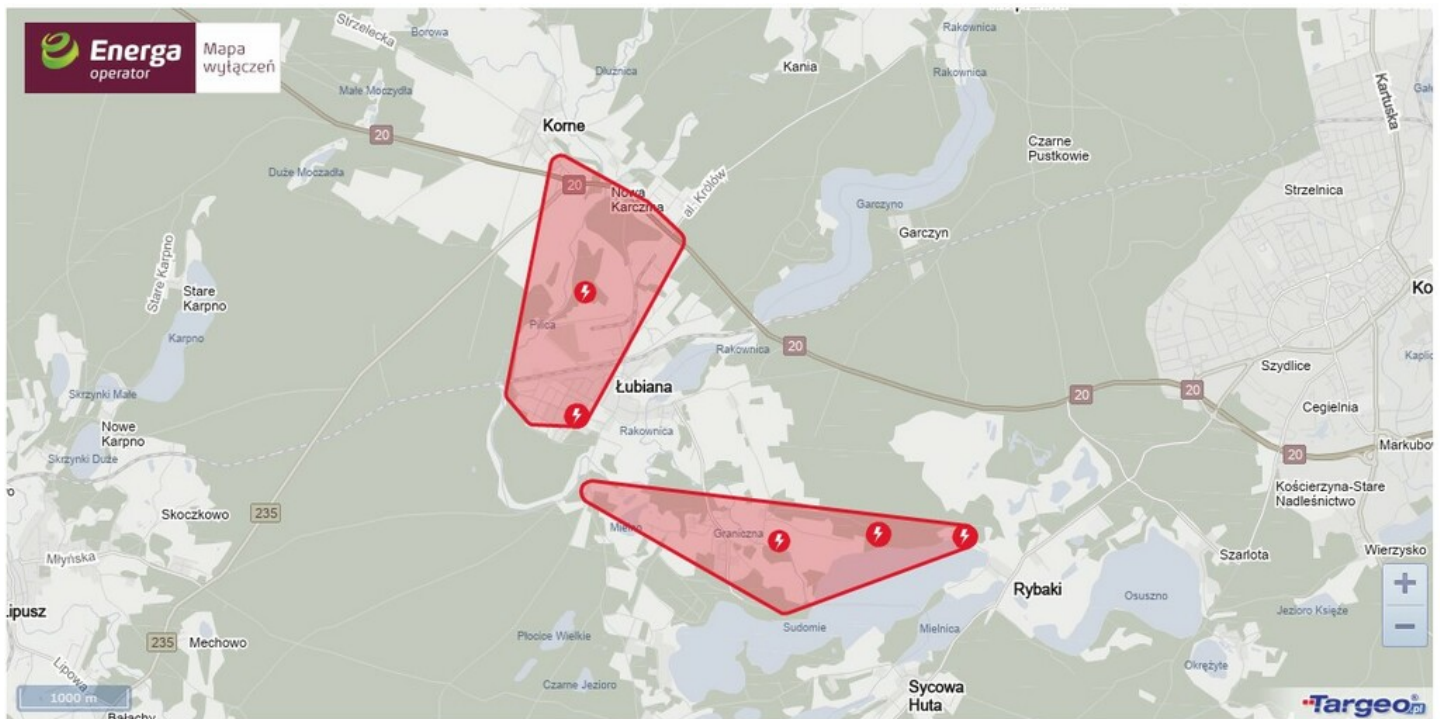 Energa
operator
Mapa
wyłączeń
Strzelecka
Borowa
Dłużnica
Kania
Rakownica
Rakownica
Kartuska
Małe Moczydła
20
Korne
Czarne
Pustkowie
Duże Moczadła
20
Nowa
Karczma
al. Królów
Strzelnica
Garczyno
Garczyn
Stare Karpno
Stare
Karpno
Karpno
Ko
Pilica
Rakownica
20
Łubiana
Szydlice
Skrzynki Małe
20
20
Cegielnia
Nowe
Karpno
Rakownica
Markubo
Skrzynki Duże
20
Kościerzyna-Stare
Nadleśnictwo
Skoczkowo
235
Graniczna
Szarlota
Wierzysko
Młyńska
Rybaki
+
Osuszno
ipusz
Jezioro Księże
Sudomie
Mielnica
−
235
Mechowo
Płocice Wielkie
Okrężyte
Lipowa
Czarne Jezioro
Sycowa
Huta
1000 m
Targeo.pl
Bałachy